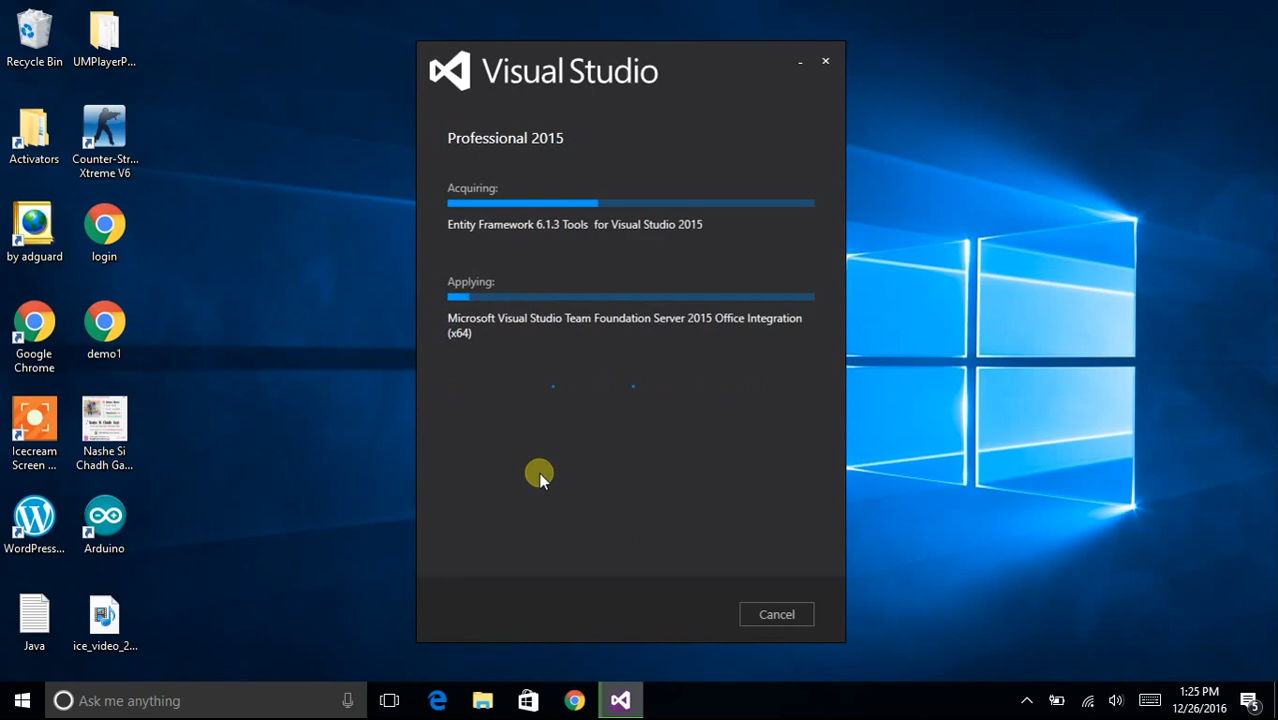 Recycle Bin
UMPlayerP...
Activators
Counter-Str...
Xtreme V6
by adguard
login
Google
Chrome
demo1
Icecream
Screen ...
Nashe Si
Chadh Ga...
WordPress...
Arduino
Java
ice_video_2...
Visual Studio
Professional 2015
Acquiring:
Entity Framework 6.1.3 Tools for Visual Studio 2015
Applying:
Microsoft Visual Studio Team Foundation Server 2015 Office Integration
(x64)
Cancel
Ask me anything
1:25 PM
12/26/2016
5